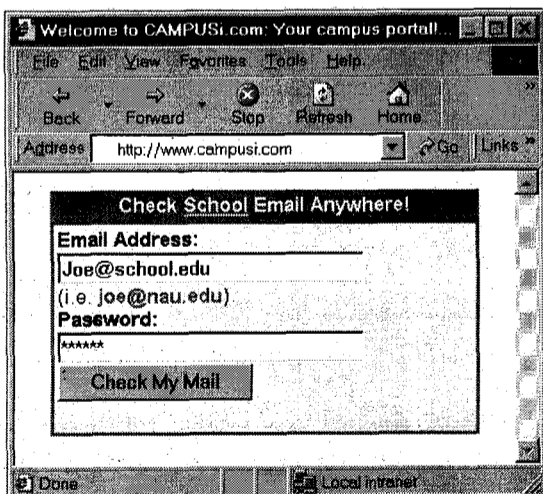 Welcome to CAMPUSi.com: Your campus portal!...
File Edit View Favorites Tools Help
Back Forward Stop Refresh Home »
Address http://www.campusi.com Go Links »
Check School Email Anywhere!
Email Address:
Joe@school.edu
(i.e. joe@nau.edu)
Password:
******
Check My Mail
Done Local intranet